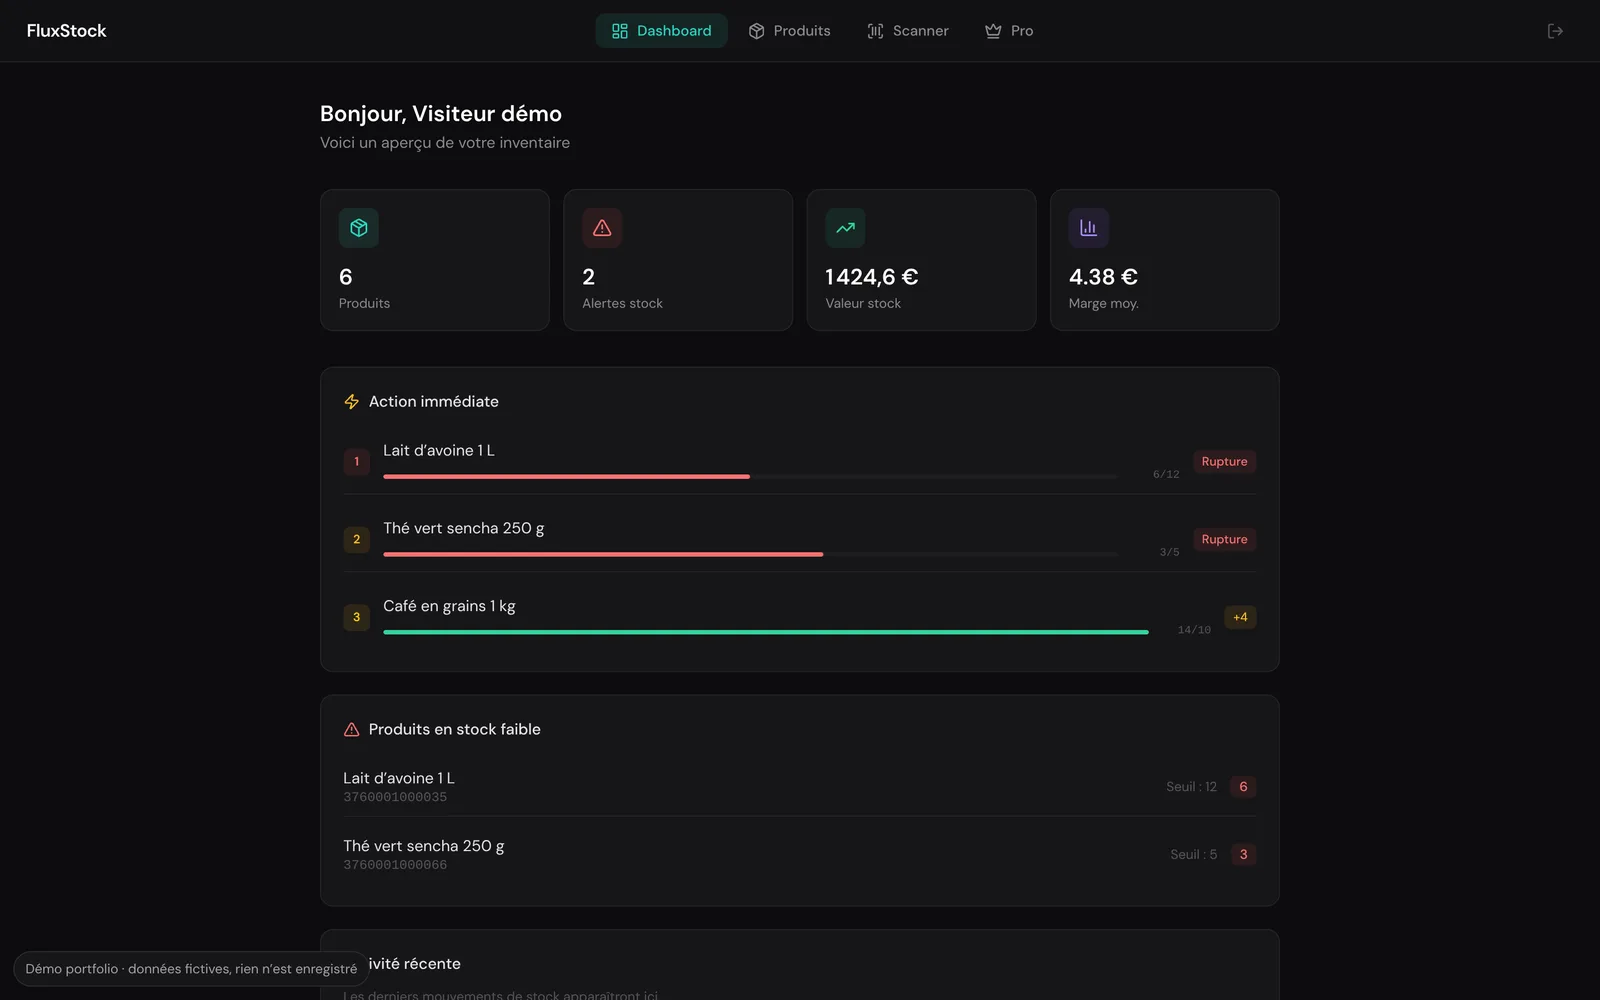 FluxStock
Dashboard
Produits
Scanner
Pro
Bonjour, Visiteur démo
Voici un aperçu de votre inventaire
6
Produits
2
Alertes stock
1 424,6 €
Valeur stock
4.38 €
Marge moy.
Action immédiate
1
Lait d’avoine 1 L
6/12
Rupture
2
Thé vert sencha 250 g
3/5
Rupture
3
Café en grains 1 kg
14/10
+4
Produits en stock faible
Lait d’avoine 1 L
3760001000035
Seuil : 12
6
Thé vert sencha 250 g
3760001000066
Seuil : 5
3
ivité récente
Les derniers mouvements de stock apparaîtront ici
Démo portfolio · données fictives, rien n’est enregistré